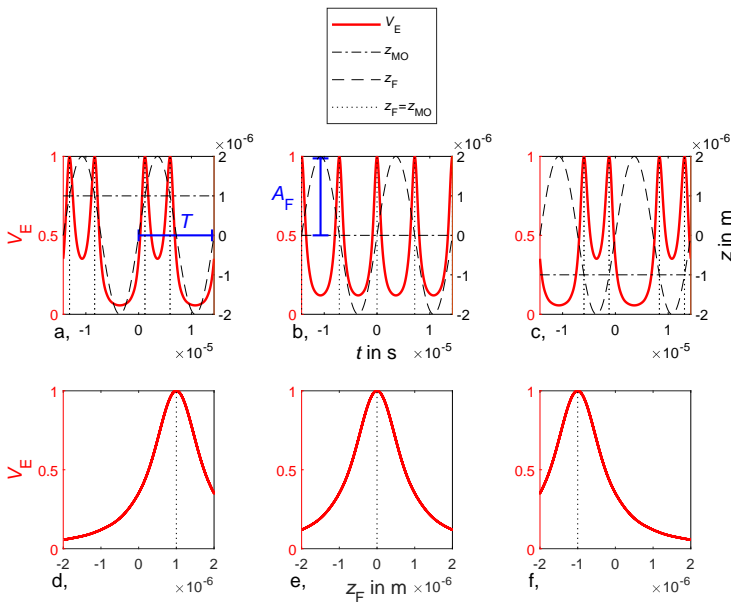 V_E
z_MO
z_F
z_F=z_MO
×10^-6 ×10^-6 ×10^-6
1 2 1 2 1 2
1 1 1
V_E 0.5 T 0 A_F 0.5 0 0.5 0 z in m
-1 -1 -1
0 -2 0 -2 0 -2
a, -1 0 1 b, -1 0 1 c, -1 0 1
×10^-5 t in s ×10^-5 ×10^-5
1 1 1
V_E 0.5 0.5 0.5
0 0 0
-2 -1 0 1 2 -2 -1 0 1 2 -2 -1 0 1 2
d, ×10^-6 e, z_F in m ×10^-6 f, ×10^-6